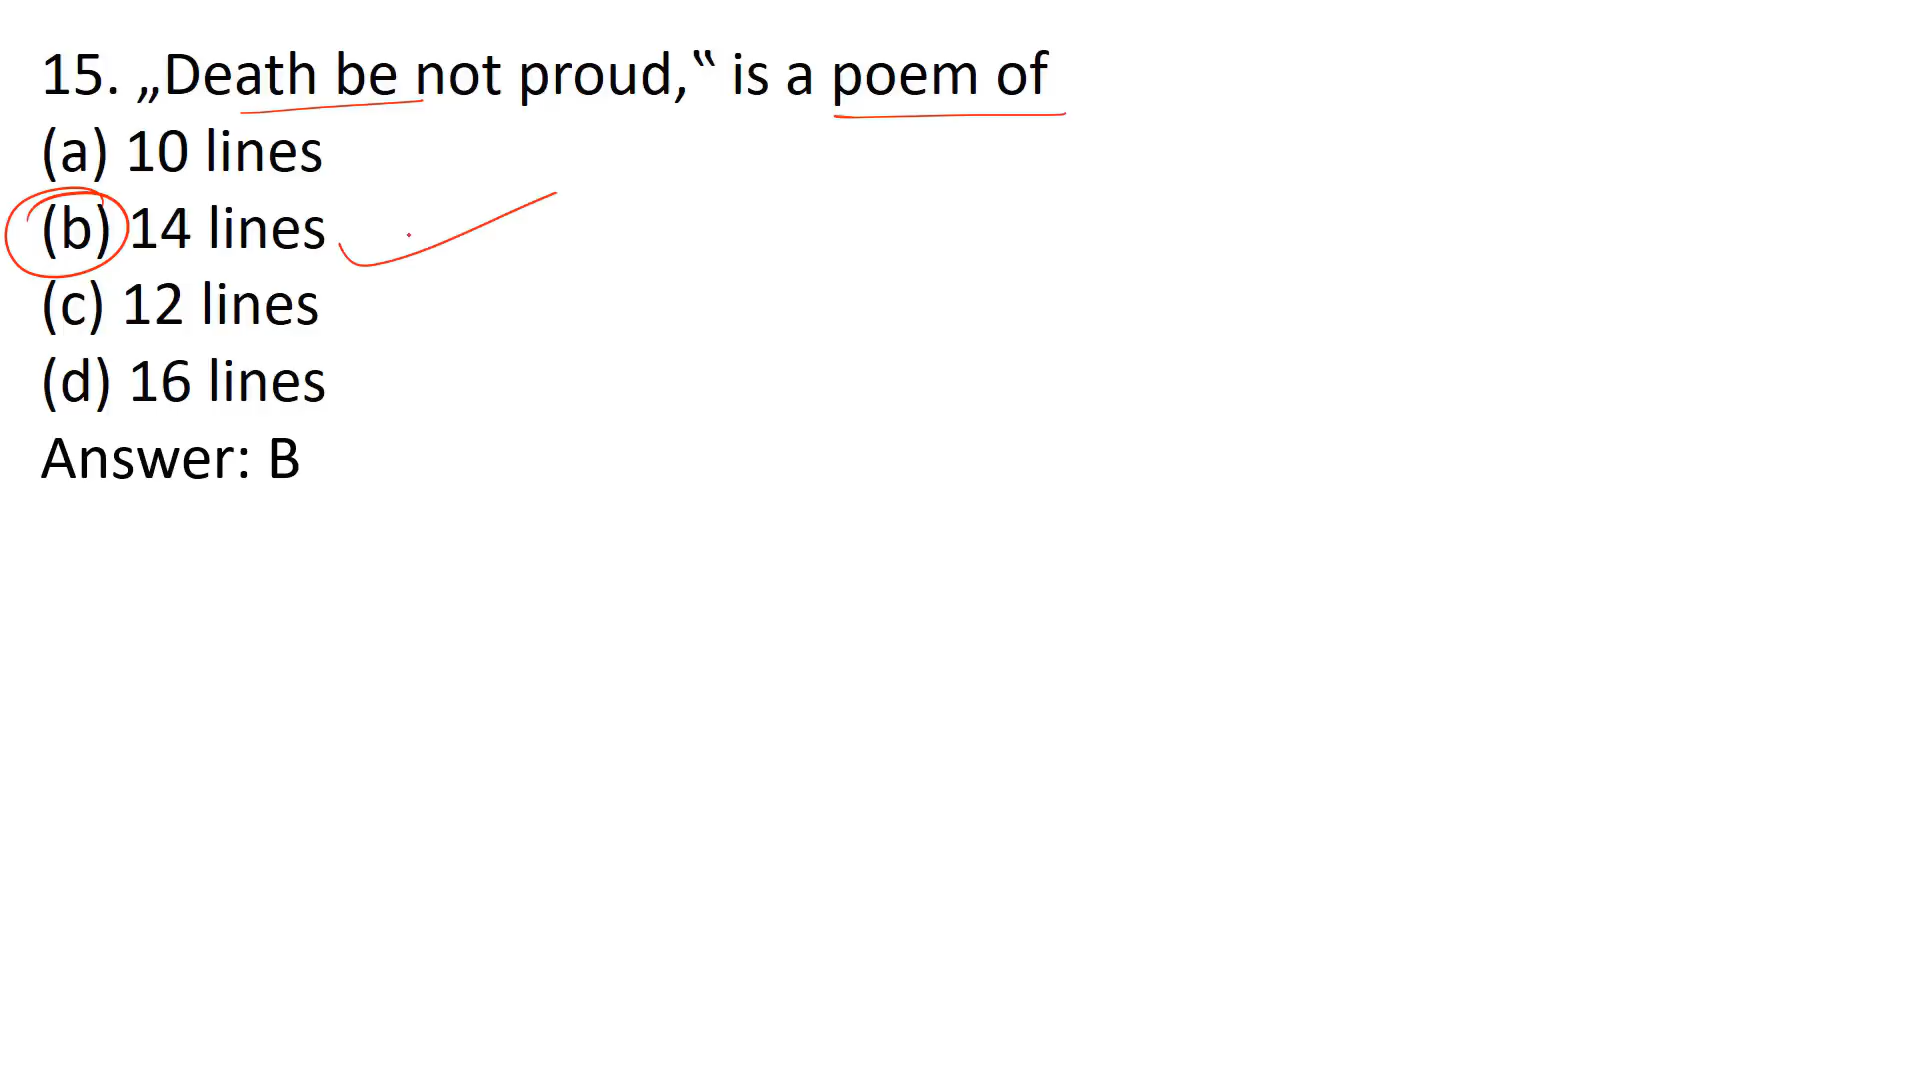 15. „Death be not proud,‟ is a poem of
(a) 10 lines
(b) 14 lines
(c) 12 lines
(d) 16 lines
Answer: B